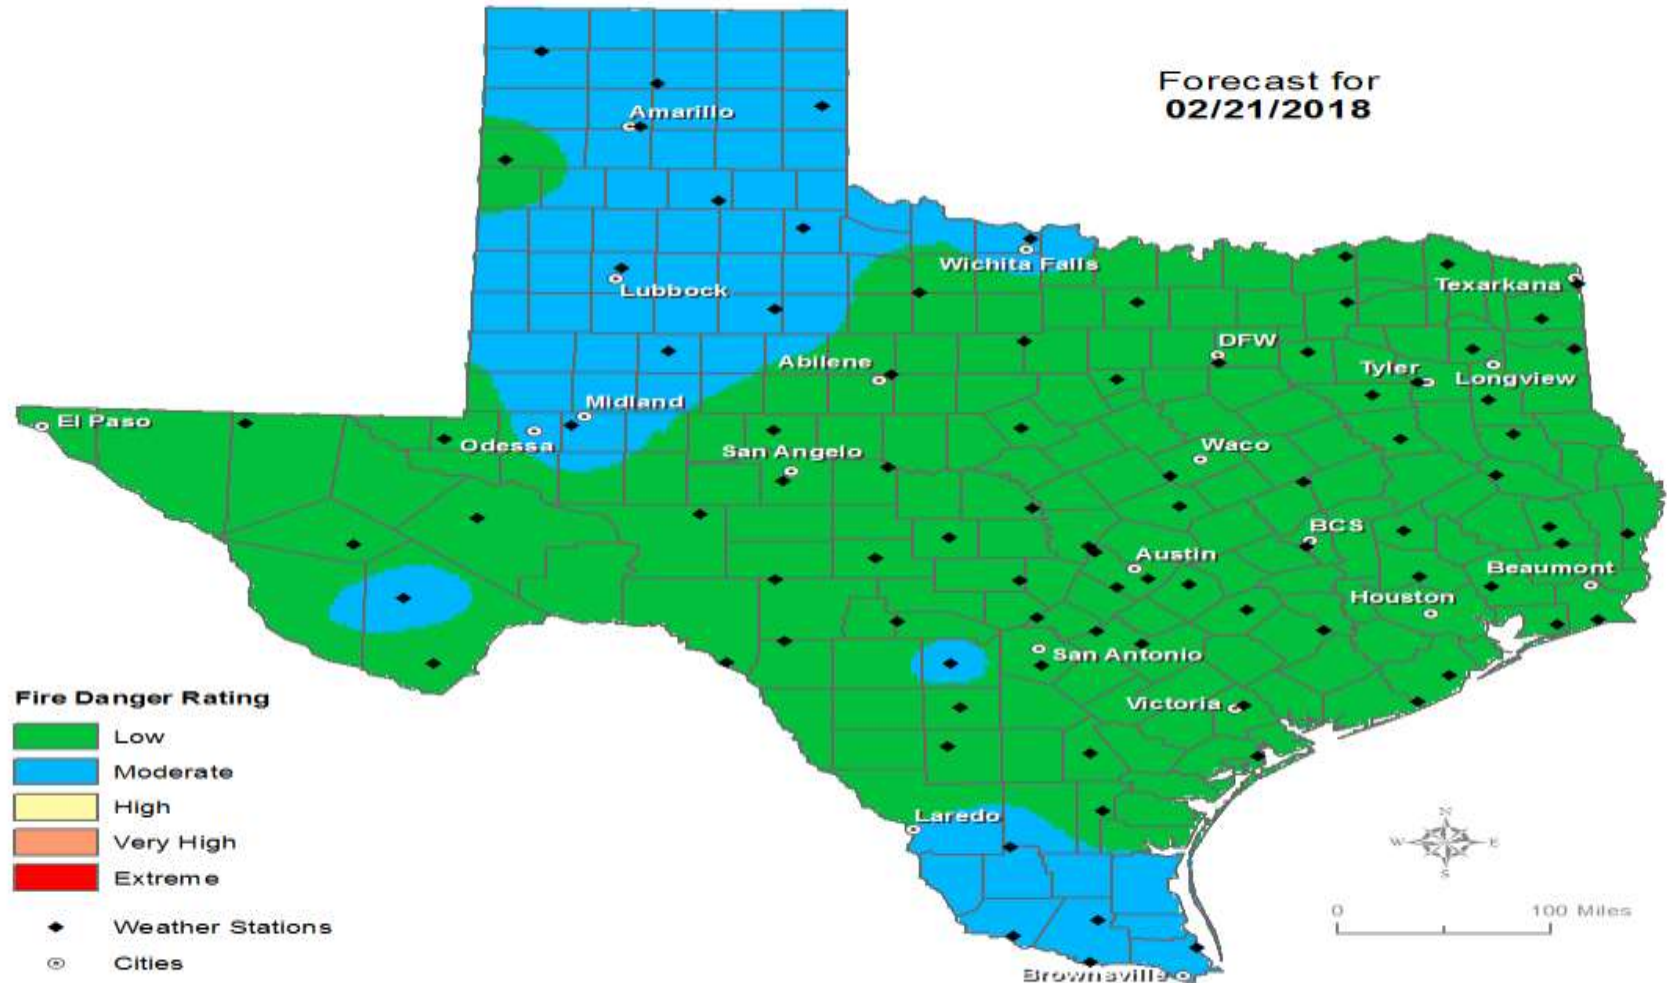 Forecast for
02/21/2018
Amarillo
Wichita Falls
Lubbock
Texarkana
DFW
Abilene
Tyler
Longview
Midland
El Paso
Odessa
Waco
San Angelo
BCS
Austin
Beaumont
Houston
San Antonio
Victoria
Laredo
Brownsville
Fire Danger Rating
Low
Moderate
High
Very High
Extreme
Weather Stations
Cities
N
W E
S
0 100 Miles